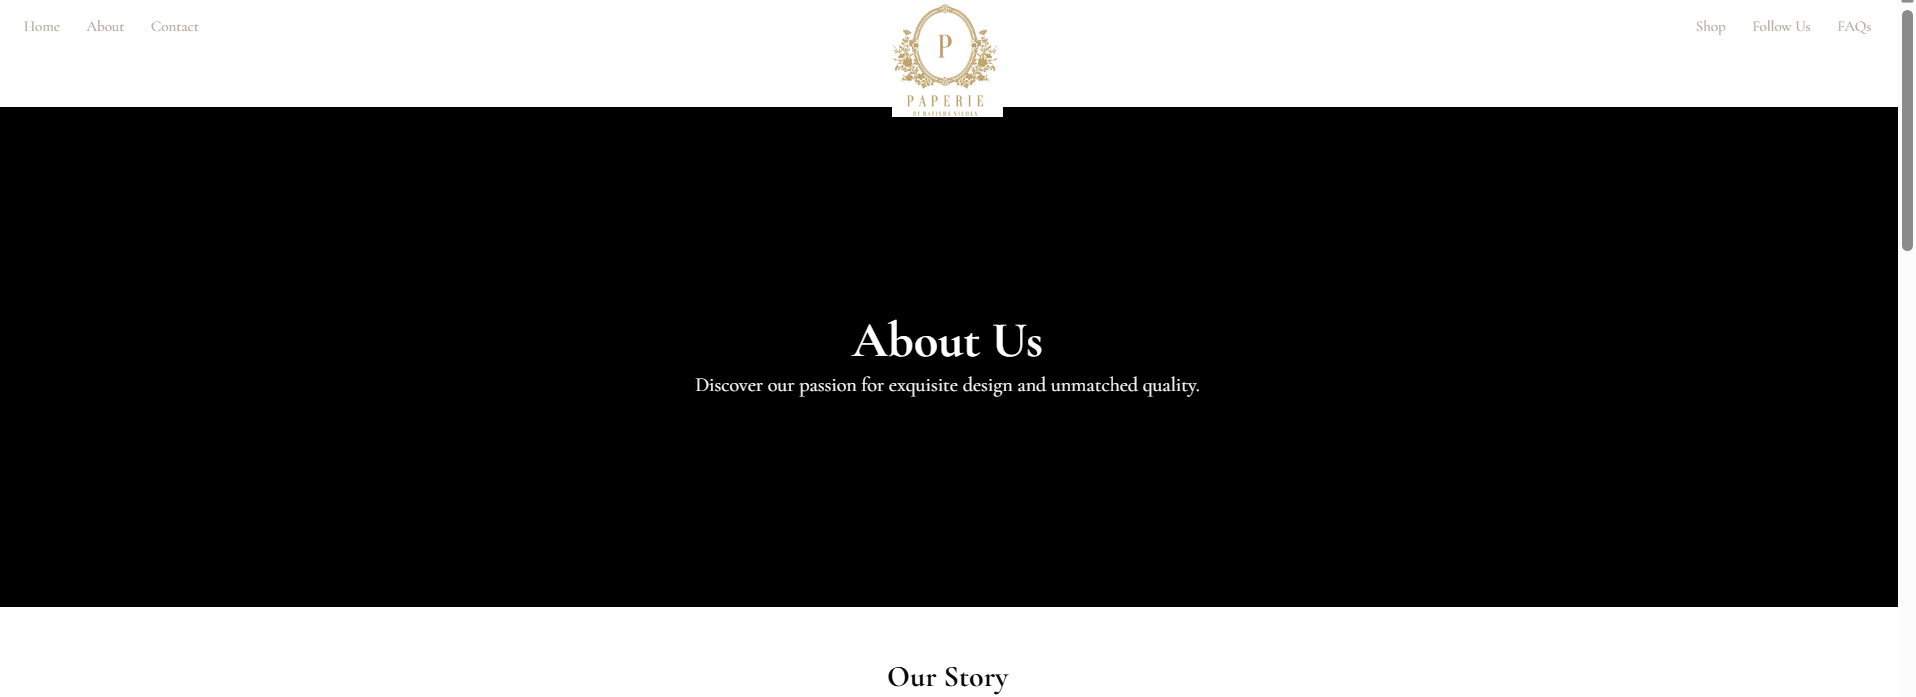 Home About Contact
P
PAPERIE
Shop Follow Us FAQs
About Us
Discover our passion for exquisite design and unmatched quality.
Our Story